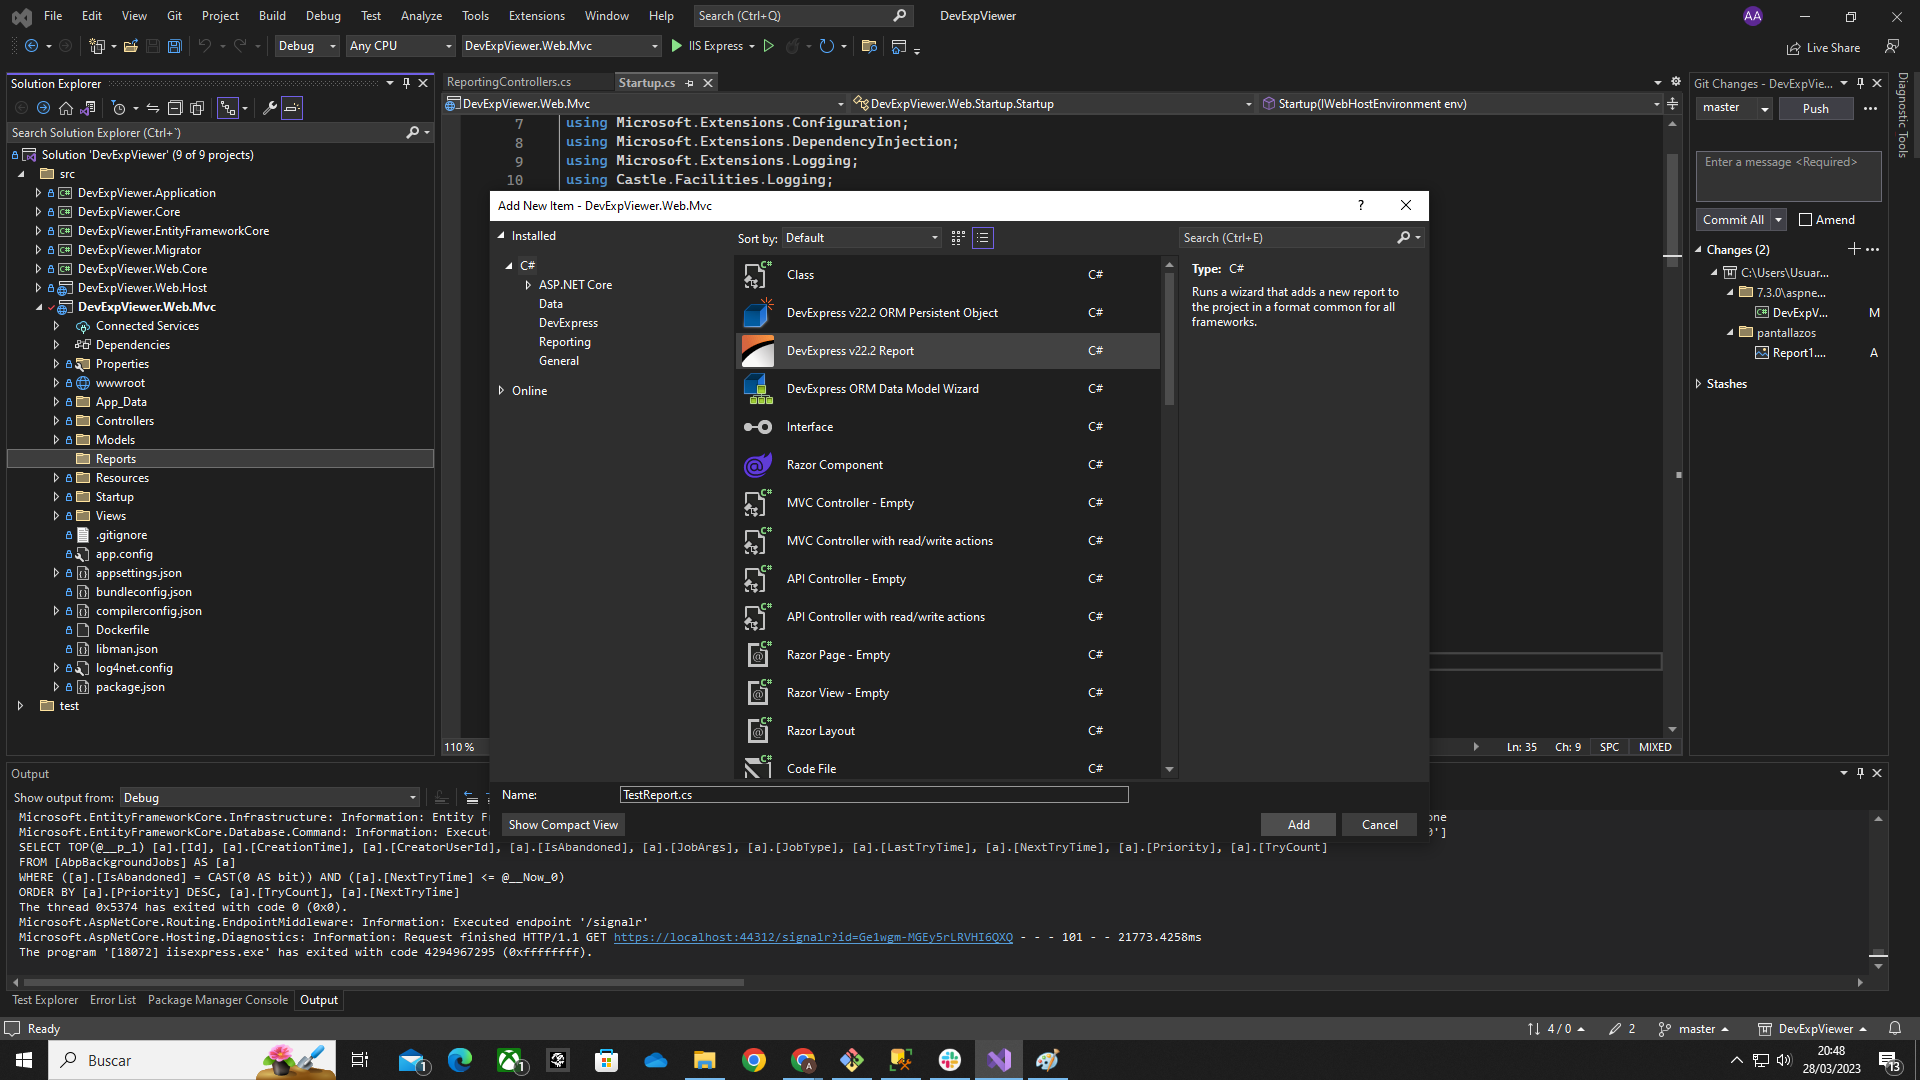 File Edit View Git Project Build Debug Test Analyze Tools Extensions Window Help Search (Ctrl+Q) DevExpViewer AA
Debug Any CPU DevExpViewer.Web.Mvc IIS Express Live Share
Solution Explorer
Search Solution Explorer (Ctrl+`)
Solution 'DevExpViewer' (9 of 9 projects)
src
DevExpViewer.Application
DevExpViewer.Core
DevExpViewer.EntityFrameworkCore
DevExpViewer.Migrator
DevExpViewer.Web.Core
DevExpViewer.Web.Host
DevExpViewer.Web.Mvc
Connected Services
Dependencies
Properties
wwwroot
App_Data
Controllers
Models
Reports
Resources
Startup
Views
.gitignore
app.config
appsettings.json
bundleconfig.json
compilerconfig.json
Dockerfile
libman.json
log4net.config
package.json
test
ReportingControllers.cs Startup.cs
DevExpViewer.Web.Mvc DevExpViewer.Web.Startup.Startup Startup(IWebHostEnvironment env)
7 using Microsoft.Extensions.Configuration;
8 using Microsoft.Extensions.DependencyInjection;
9 using Microsoft.Extensions.Logging;
10 using Castle.Facilities.Logging;
110 % Ln: 35 Ch: 9 SPC MIXED
Add New Item - DevExpViewer.Web.Mvc ?
Installed
C#
ASP.NET Core
Data
DevExpress
Reporting
General
Online
Sort by: Default
Search (Ctrl+E)
Class C#
DevExpress v22.2 ORM Persistent Object C#
DevExpress v22.2 Report C#
DevExpress ORM Data Model Wizard C#
Interface C#
Razor Component C#
MVC Controller - Empty C#
MVC Controller with read/write actions C#
API Controller - Empty C#
API Controller with read/write actions C#
Razor Page - Empty C#
Razor View - Empty C#
Razor Layout C#
Code File C#
Type: C#
Runs a wizard that adds a new report to
the project in a format common for all
frameworks.
Name: TestReport.cs
Show Compact View Add Cancel
Git Changes - DevExpVie...
master Push
Enter a message <Required>
Commit All Amend
Changes (2)
C:\Users\Usuar...
7.3.0\aspne...
DevExpV... M
pantallazos
Report1.... A
Stashes
Diagnostic Tools
Output
Show output from: Debug
Microsoft.EntityFrameworkCore.Infrastructure: Information: Entity F one
Microsoft.EntityFrameworkCore.Database.Command: Information: Execute 0']
SELECT TOP(@__p_1) [a].[Id], [a].[CreationTime], [a].[CreatorUserId], [a].[IsAbandoned], [a].[JobArgs], [a].[JobType], [a].[LastTryTime], [a].[NextTryTime], [a].[Priority], [a].[TryCount]
FROM [AbpBackgroundJobs] AS [a]
WHERE ([a].[IsAbandoned] = CAST(0 AS bit)) AND ([a].[NextTryTime] <= @__Now_0)
ORDER BY [a].[Priority] DESC, [a].[TryCount], [a].[NextTryTime]
The thread 0x5374 has exited with code 0 (0x0).
Microsoft.AspNetCore.Routing.EndpointMiddleware: Information: Executed endpoint '/signalr'
Microsoft.AspNetCore.Hosting.Diagnostics: Information: Request finished HTTP/1.1 GET https://localhost:44312/signalr?id=Ge1wgm-MGEy5rLRVHI6QXQ - - - 101 - - 21773.4258ms
The program '[18072] iisexpress.exe' has exited with code 4294967295 (0xffffffff).
Test Explorer Error List Package Manager Console Output
Ready 4 / 0 2 master DevExpViewer
Buscar 1 1 A 20:48
28/03/2023 13